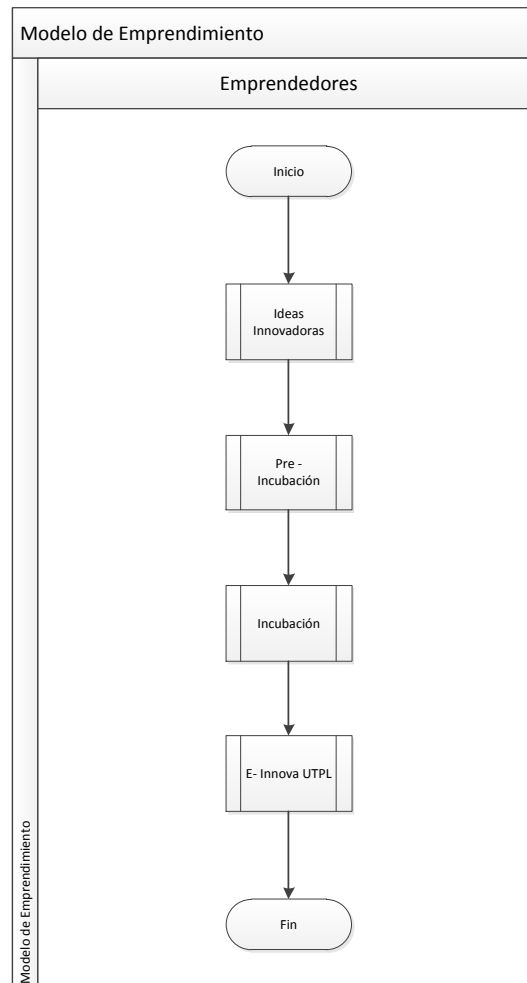 Modelo de Emprendimiento
Emprendedores
Inicio
Ideas
Innovadoras
Pre -
Incubación
Incubación
E- Innova UTPL
Fin
Modelo de Emprendimiento